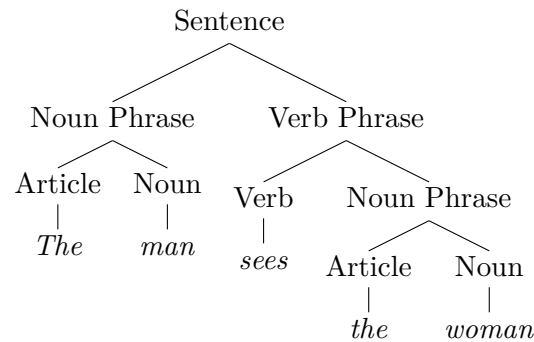 Sentence
Noun Phrase Verb Phrase
Article Noun Verb Noun Phrase
The man sees
Article Noun
the woman